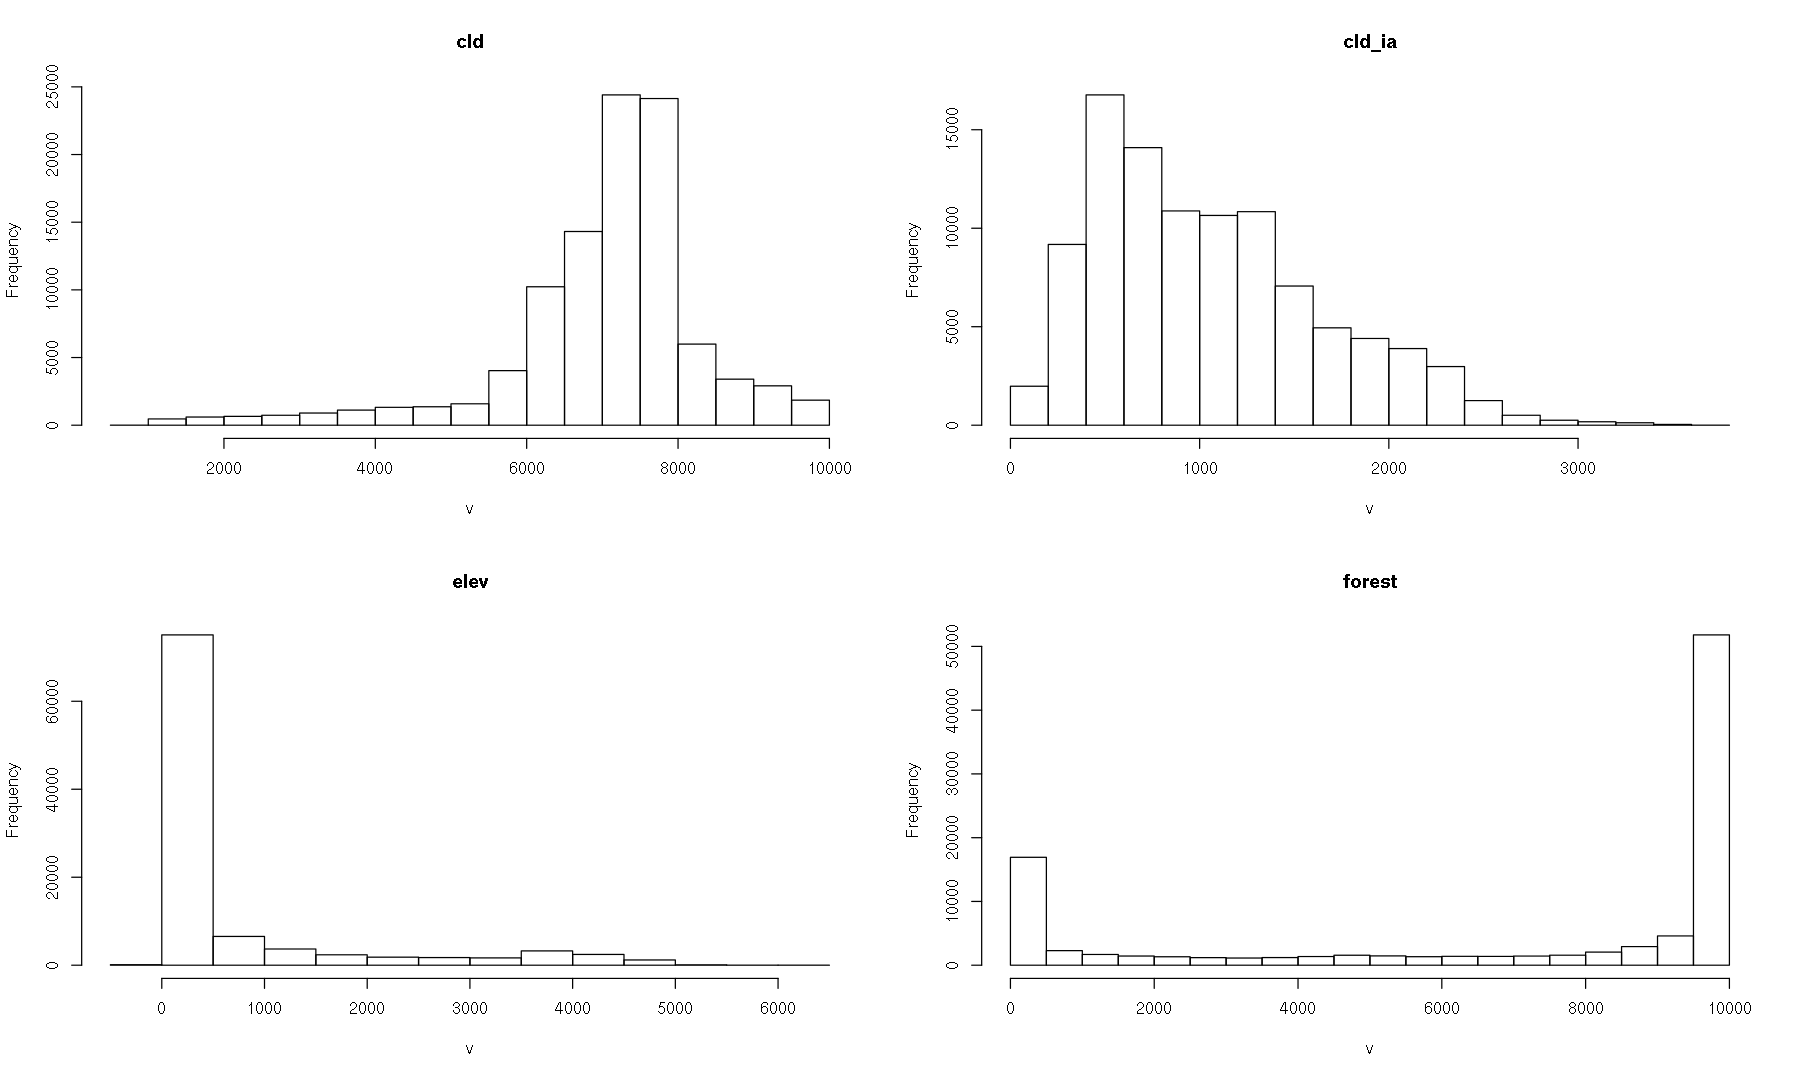 cld
Frequency
0 5000 10000 15000 20000 25000
2000 4000 6000 8000 10000
v
cld_ia
Frequency
0 5000 10000 15000
0 1000 2000 3000
v
elev
Frequency
0 20000 40000 60000
0 1000 2000 3000 4000 5000 6000
v
forest
Frequency
0 10000 20000 30000 40000 50000
0 2000 4000 6000 8000 10000
v